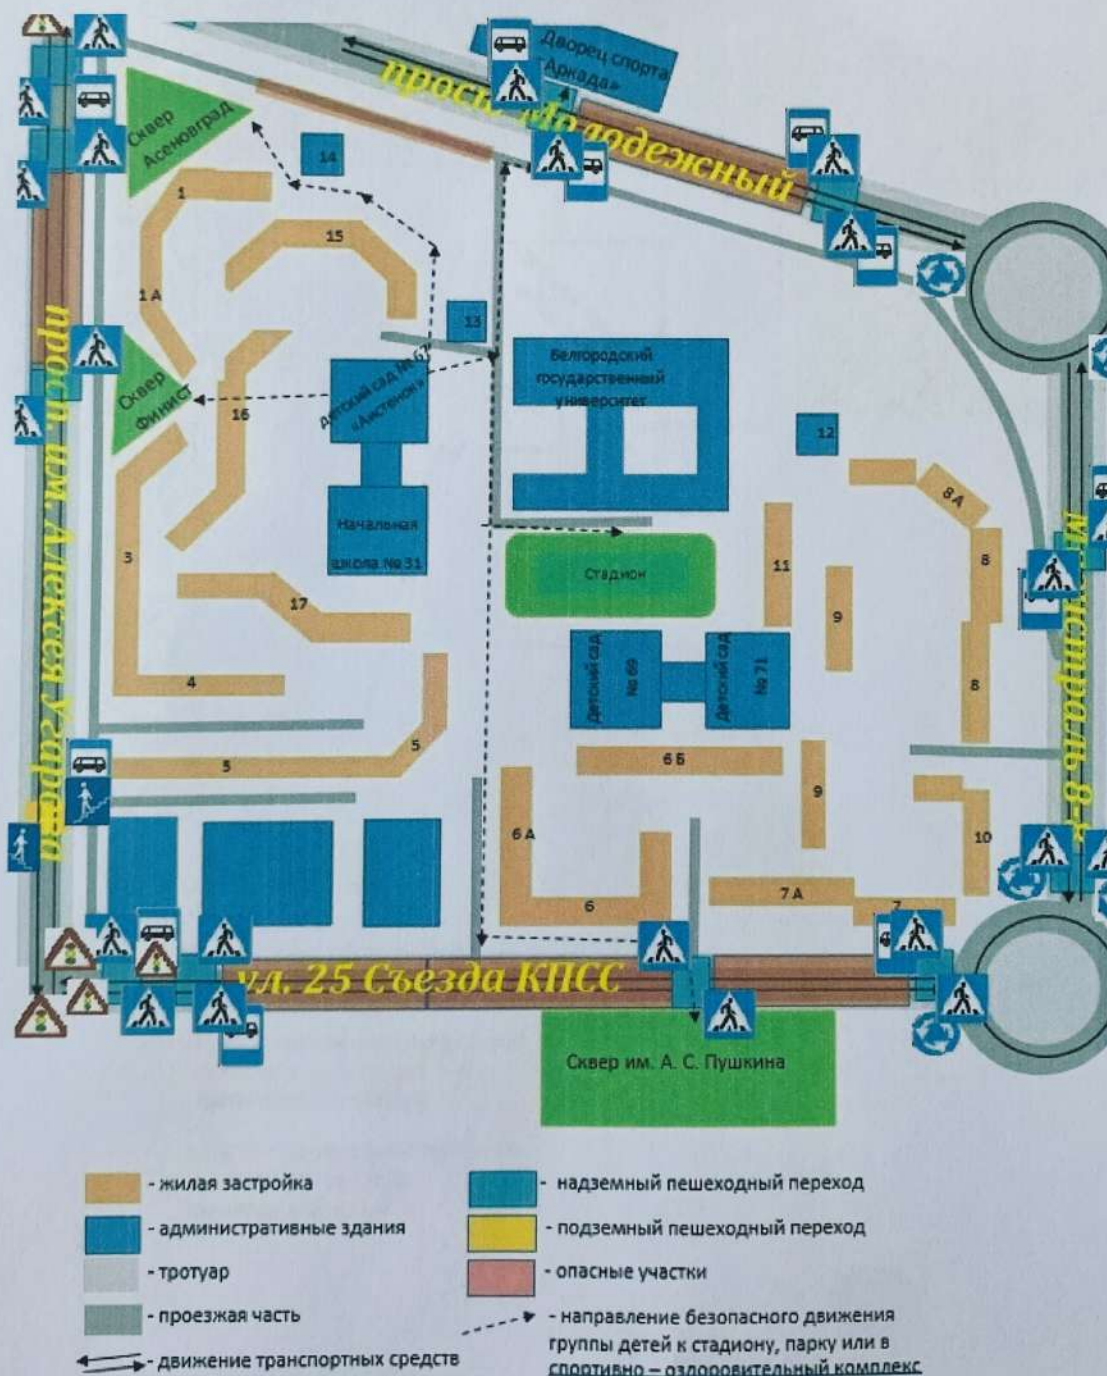 Дворец спорта
"Аркада»
просп. Молодежный
Сквер
Асеновград
14
1
15
1 А
13
просп. им. Алексея Угарова
Сквер
Финист
детский сад № 67
«Аистенок»
Белгородский
государственный
университет
16
12
8 А
Начальная
школа № 31
Стадион
3
11
8
9
17
Детский сад
№ 69
Детский сад
№ 71
4
8
Магистраль 8-я
5
5
6 Б
9
6 А
10
6
7 А
7
ул. 25 Съезда КПСС
Сквер им. А. С. Пушкина
- жилая застройка
- надземный пешеходный переход
- административные здания
- подземный пешеходный переход
- тротуар
- опасные участки
- проезжая часть
- направление безопасного движения
группы детей к стадиону, парку или в
спортивно – оздоровительный комплекс
- движение транспортных средств